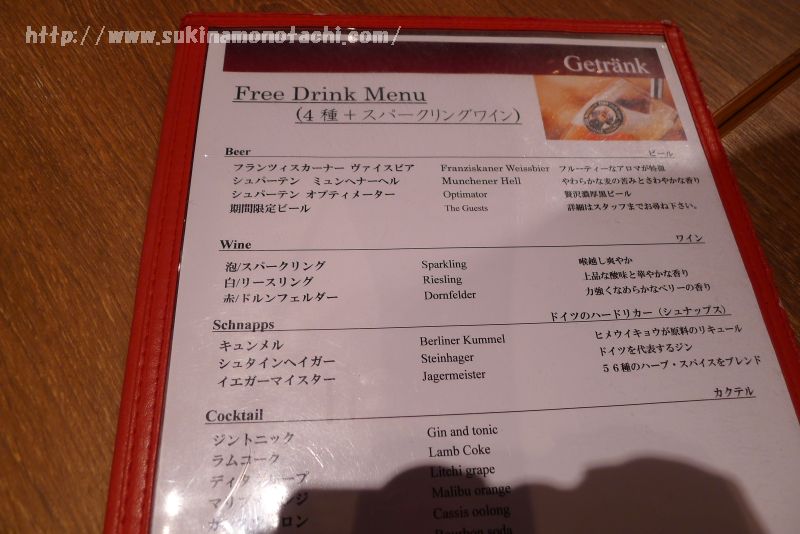 http://www.sukinamonotachi.com/
Getränk
Free Drink Menu
(4 種 + スパークリングワイン)
Beer ビール
フランツィスカーナー ヴァイスビア Franziskaner Weissbier フルーティーなアロマが特徴
シュパーテン ミュンヘナーヘル Munchener Hell やわらかな麦の苦みとさわやかな香り
シュパーテン オプティメーター Optimator 贅沢濃厚黒ビール
期間限定ビール The Guests 詳細はスタッフまでお尋ね下さい。
Wine ワイン
泡/スパークリング Sparkling 喉越し爽やか
白/リースリング Riesling 上品な酸味と華やかな香り
赤/ドルンフェルダー Dornfelder 力強くなめらかなベリーの香り
Schnapps ドイツのハードリカー（シュナップス）
キュンメル Berliner Kummel ヒメウイキョウが原料のリキュール
シュタインヘイガー Steinhager ドイツを代表するジン
イエガーマイスター Jagermeister 56種のハーブ・スパイスをブレンド
Cocktail カクテル
ジントニック Gin and tonic
ラムコーク Lamb Coke
Litchi grape
Malibu orange
Cassis oolong
Bourbon soda